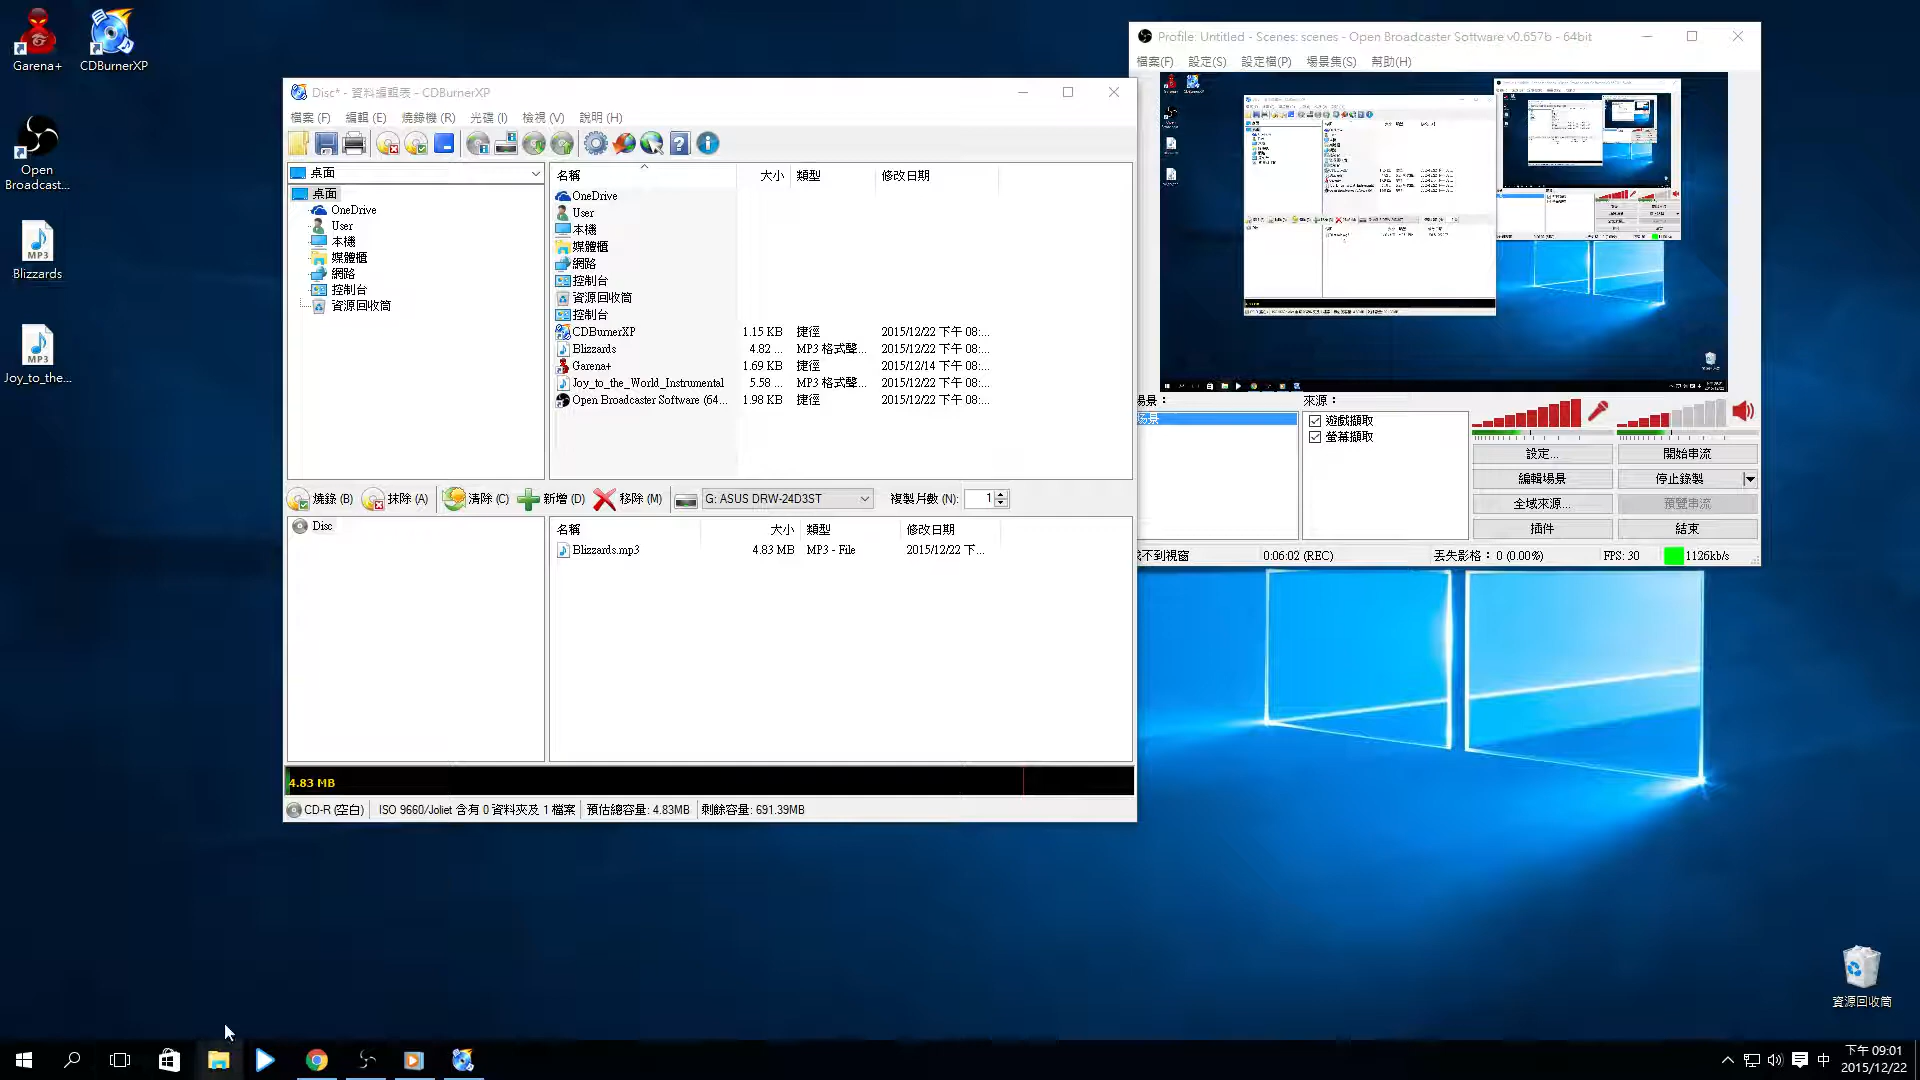 Garena+
CDBurnerXP
Open Broadcast...
Blizzards
Joy_to_the...
Disc* - 資料編輯表 - CDBurnerXP
檔案 (F) 編輯 (E) 燒錄機 (R) 光碟 (I) 檢視 (V) 說明 (H)
桌面
桌面
OneDrive
User
本機
媒體櫃
網路
控制台
資源回收筒
名稱 大小 類型 修改日期
OneDrive
User
本機
媒體櫃
網路
控制台
資源回收筒
控制台
CDBurnerXP 1.15 KB 捷徑 2015/12/22 下午 08:...
Blizzards 4.82 ... MP3 格式聲... 2015/12/22 下午 08:...
Garena+ 1.69 KB 捷徑 2015/12/14 下午 08:...
Joy_to_the_World_Instrumental 5.58 ... MP3 格式聲... 2015/12/22 下午 08:...
Open Broadcaster Software (64... 1.98 KB 捷徑 2015/12/22 下午 08:...
燒錄 (B) 抹除 (A) 清除 (C) 新增 (D) 移除 (M) G: ASUS DRW-24D3ST 複製片數 (N): 1
Disc
名稱 大小 類型 修改日期
Blizzards.mp3 4.83 MB MP3 - File 2015/12/22 下...
4.83 MB
CD-R (空白) ISO 9660/Joliet 含有 0 資料夾及 1 檔案 預估總容量: 4.83MB 剩餘容量: 691.39MB
Profile: Untitled - Scenes: scenes - Open Broadcaster Software v0.657b - 64bit
檔案(F) 設定(S) 設定檔(P) 場景集(S) 幫助(H)
場景：
场景
來源：
遊戲擷取
螢幕擷取
設定... 開始串流
編輯場景 停止錄製
全域來源... 預覽串流
插件 結束
找不到視窗 0:06:02 (REC) 丟失影格：0 (0.00%) FPS: 30 1126kb/s
資源回收筒
中
下午 09:01
2015/12/22